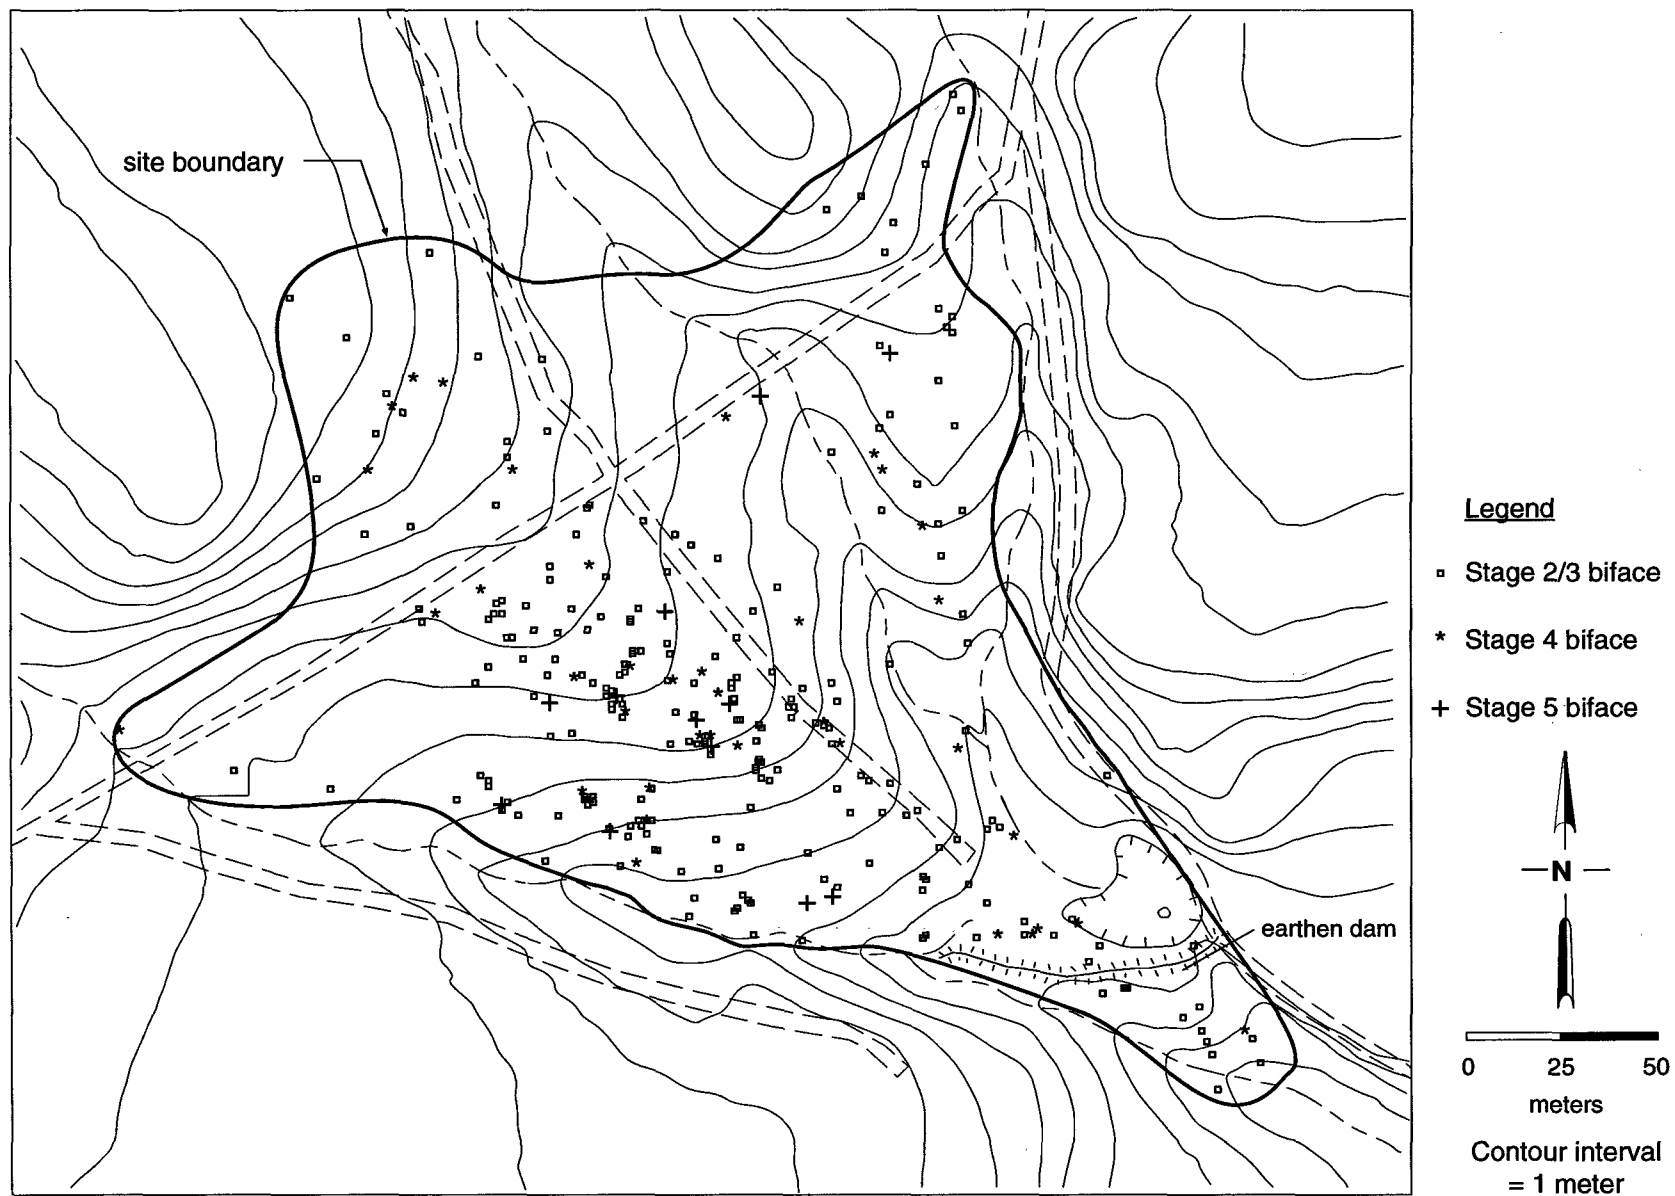 site boundary
earthen dam
Legend
Stage 2/3 biface
* Stage 4 biface
+ Stage 5 biface
N
0 25 50
meters
Contour interval
= 1 meter